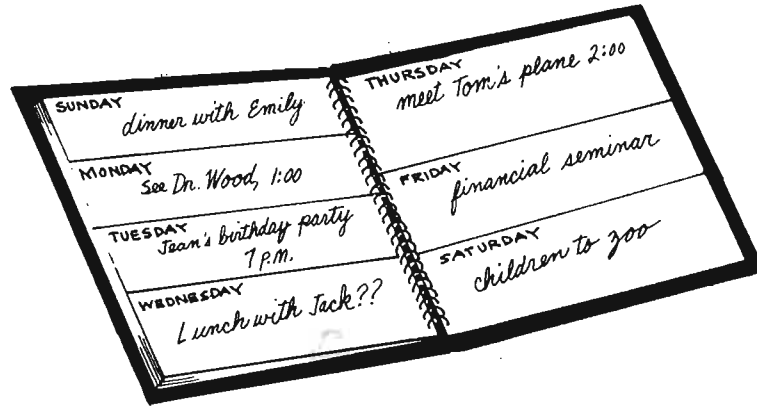 SUNDAY
dinner with Emily
MONDAY
See Dr. Wood, 1:00
TUESDAY
Jean's birthday party
7 P.M.
WEDNESDAY
Lunch with Jack??
THURSDAY
meet Tom's plane 2:00
FRIDAY
financial seminar
SATURDAY
children to zoo